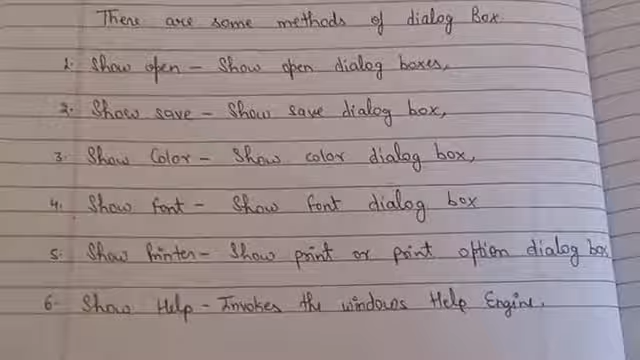 There are some methods of dialog Box.
1. Show open - Show open dialog boxes,
2. Show save - Show save dialog box,
3. Show Color - Show color dialog box,
4. Show font - Show font dialog box
5. Show Printer - Show print or print option dialog box
6- Show Help - Invokes the windows Help Engine.